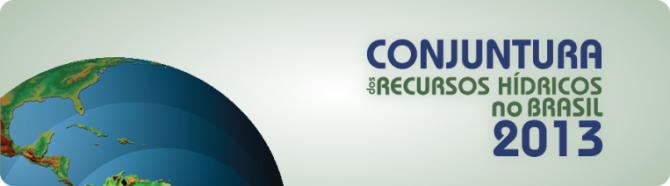 CONJUNTURA
dos RECURSOS HÍDRICOS
no BRASIL
2013